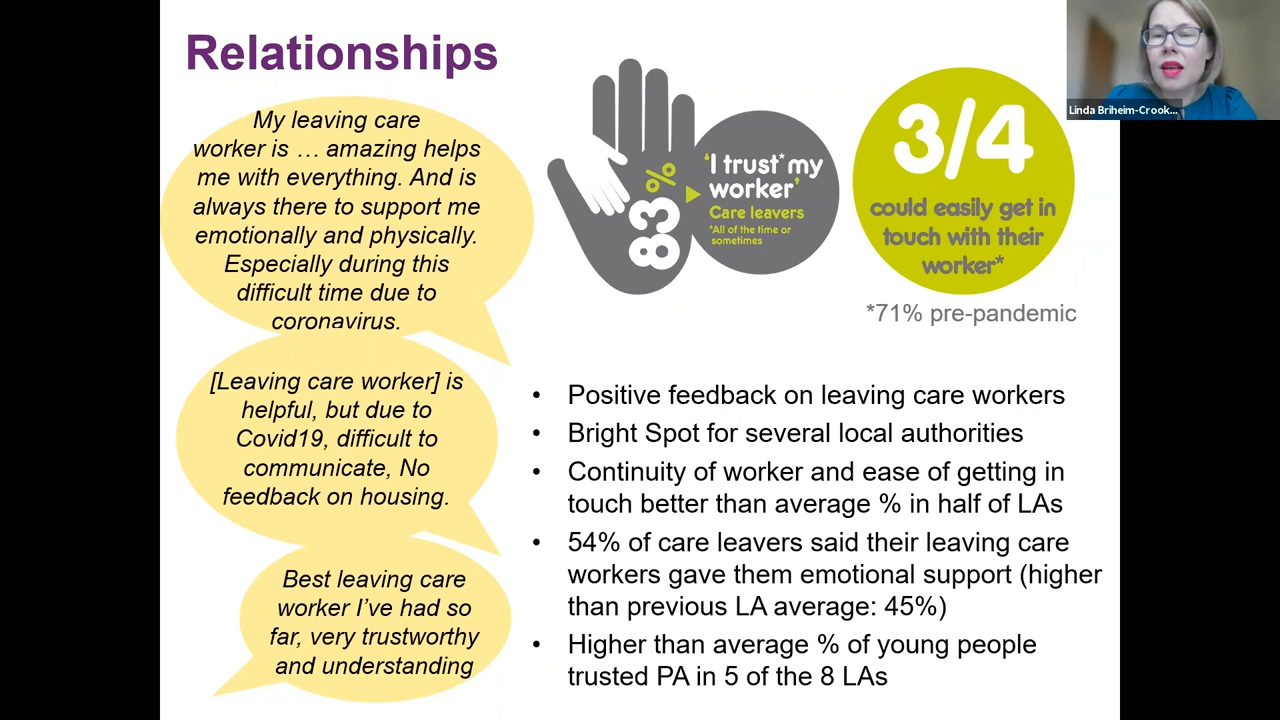 Relationships
My leaving care
worker is … amazing helps
me with everything. And is
always there to support me
emotionally and physically.
Especially during this
difficult time due to
coronavirus.
[Leaving care worker] is
helpful, but due to
Covid19, difficult to
communicate, No
feedback on housing.
Best leaving care
worker I've had so
far, very trustworthy
and understanding
83%
'I trust* my
worker'
Care leavers
*All of the time or
sometimes
3/4
could easily get in
touch with their
worker*
*71% pre-pandemic
Linda Briheim-Crook...
• Positive feedback on leaving care workers
• Bright Spot for several local authorities
• Continuity of worker and ease of getting in
touch better than average % in half of LAs
• 54% of care leavers said their leaving care
workers gave them emotional support (higher
than previous LA average: 45%)
• Higher than average % of young people
trusted PA in 5 of the 8 LAs